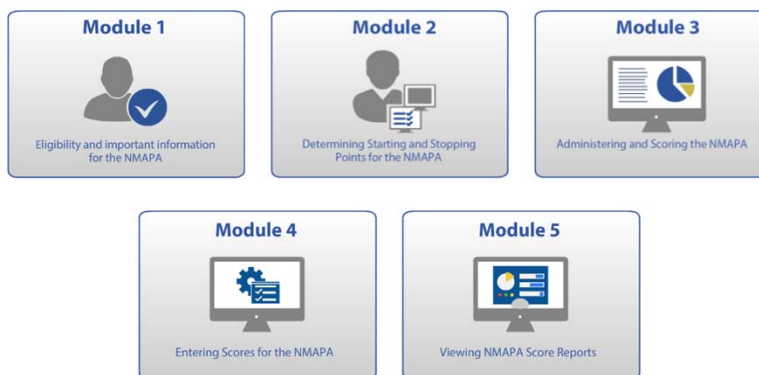 Module 1
Eligibility and important information
for the NMAPA
Module 2
Determining Starting and Stopping
Points for the NMAPA
Module 3
Administering and Scoring the NMAPA
Module 4
Entering Scores for the NMAPA
Module 5
Viewing NMAPA Score Reports